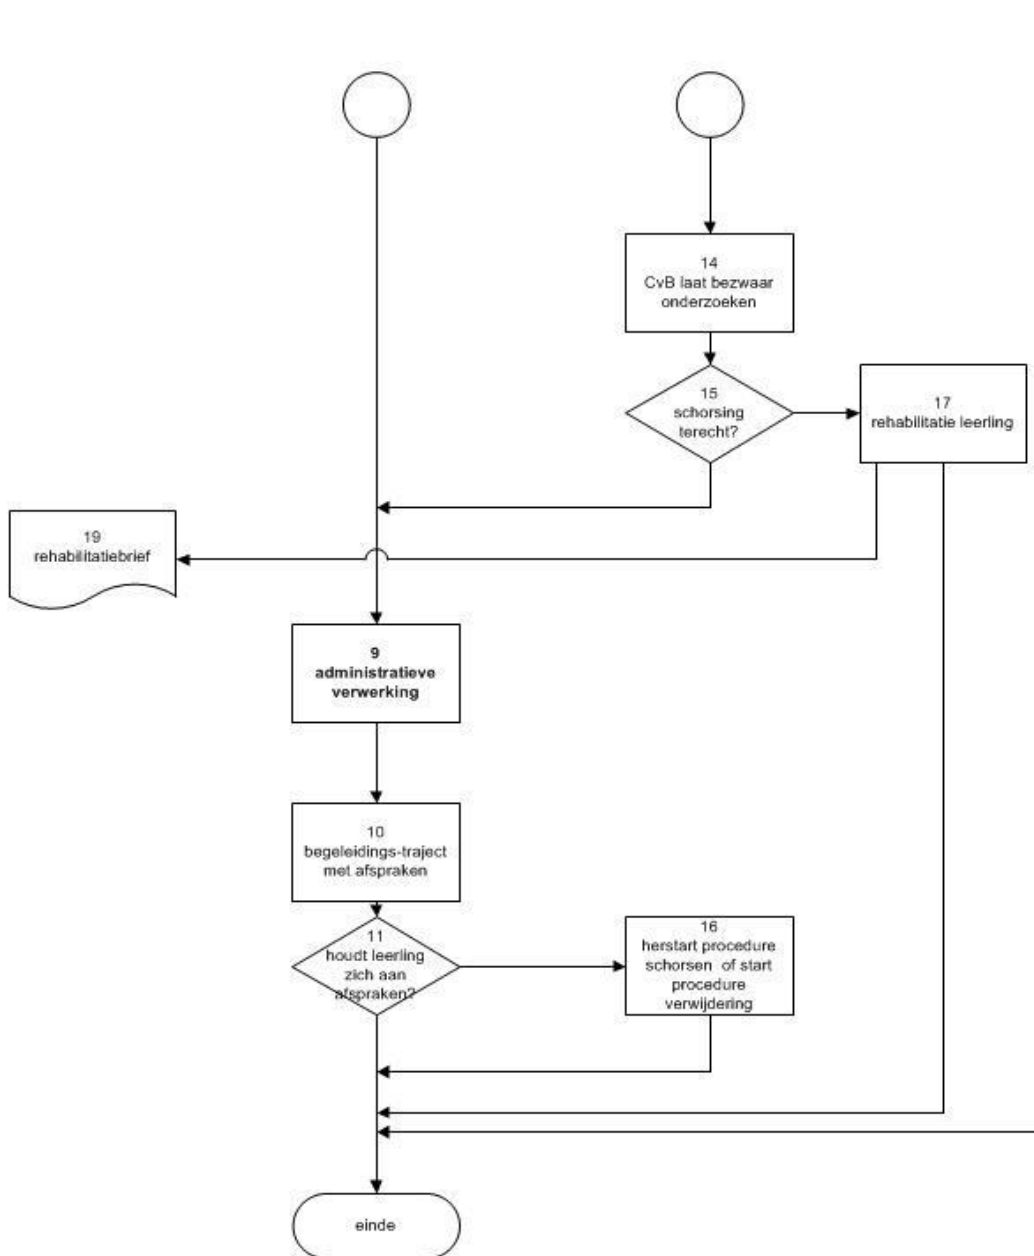 14
CvB laat bezwaar
onderzoeken
15
schorsing
terecht?
17
rehabilitatie leerling
19
rehabilitatiebrief
9
administratieve
verwerking
10
begeleidings-traject
met afspraken
11
houdt leerling
zich aan
afspraken?
16
herstart procedure
schorsen of start
procedure
verwijdering
einde